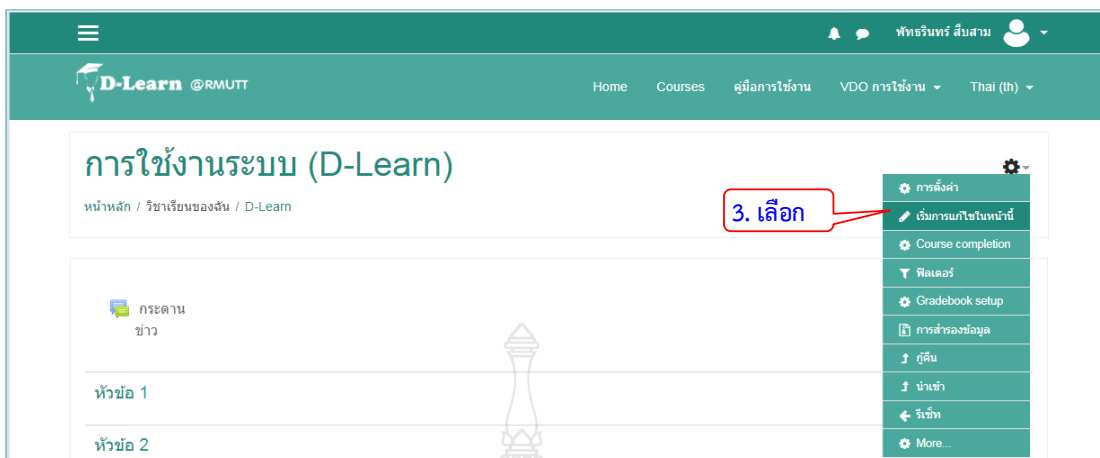 พัทธรินทร์ สืบสาม
D-Learn @RMUTT
Home Courses คู่มือการใช้งาน VDO การใช้งาน Thai (th)
การใช้งานระบบ (D-Learn)
หน้าหลัก / วิชาเรียนของฉัน / D-Learn
3. เลือก
การตั้งค่า
เริ่มการแก้ไขในหน้านี้
Course completion
ฟิลเตอร์
Gradebook setup
การสำรองข้อมูล
กู้คืน
นำเข้า
รีเซ็ท
More...
กระดาน
ข่าว
หัวข้อ 1
หัวข้อ 2